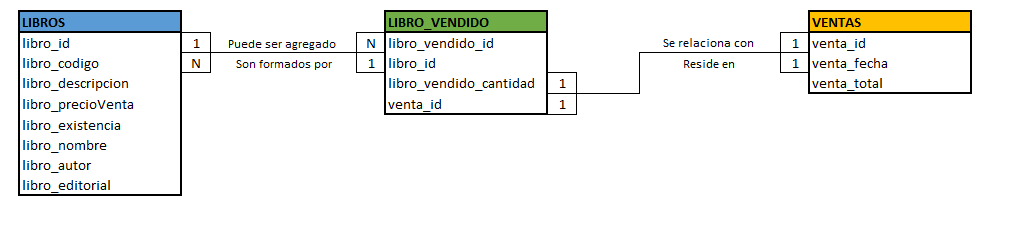 LIBROS
libro_id
libro_codigo
libro_descripcion
libro_precioVenta
libro_existencia
libro_nombre
libro_autor
libro_editorial
1
N
Puede ser agregado
Son formados por
N
1
LIBRO_VENDIDO
libro_vendido_id
libro_id
libro_vendido_cantidad
venta_id
1
1
Se relaciona con
Reside en
1
1
VENTAS
venta_id
venta_fecha
venta_total